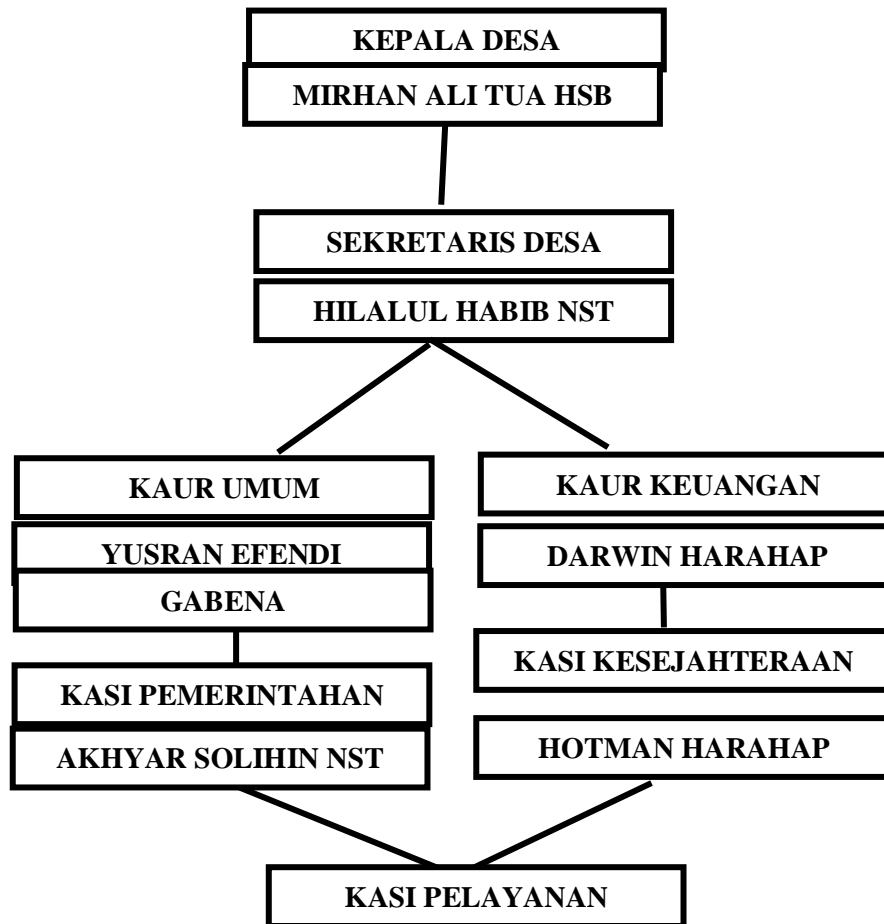 KEPALA DESA
MIRHAN ALI TUA HSB
SEKRETARIS DESA
HILALUL HABIB NST
KAUR UMUM
YUSRAN EFENDI
GABENA
KAUR KEUANGAN
DARWIN HARAHAP
KASI PEMERINTAHAN
AKHYAR SOLIHIN NST
KASI KESEJAHTERAAN
HOTMAN HARAHAP
KASI PELAYANAN